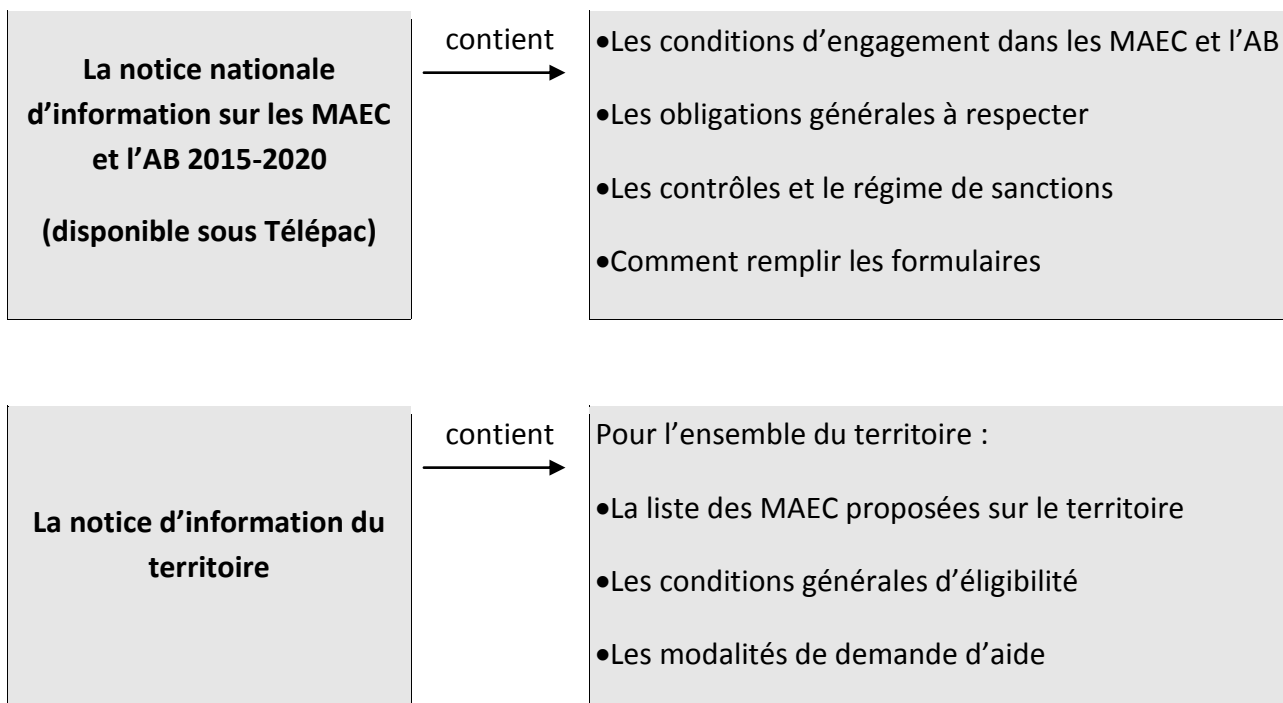 La notice nationale
d’information sur les MAEC
et l’AB 2015-2020
(disponible sous Télépac)
contient
•Les conditions d’engagement dans les MAEC et l’AB
•Les obligations générales à respecter
•Les contrôles et le régime de sanctions
•Comment remplir les formulaires
La notice d’information du
territoire
contient
Pour l’ensemble du territoire :
•La liste des MAEC proposées sur le territoire
•Les conditions générales d’éligibilité
•Les modalités de demande d’aide